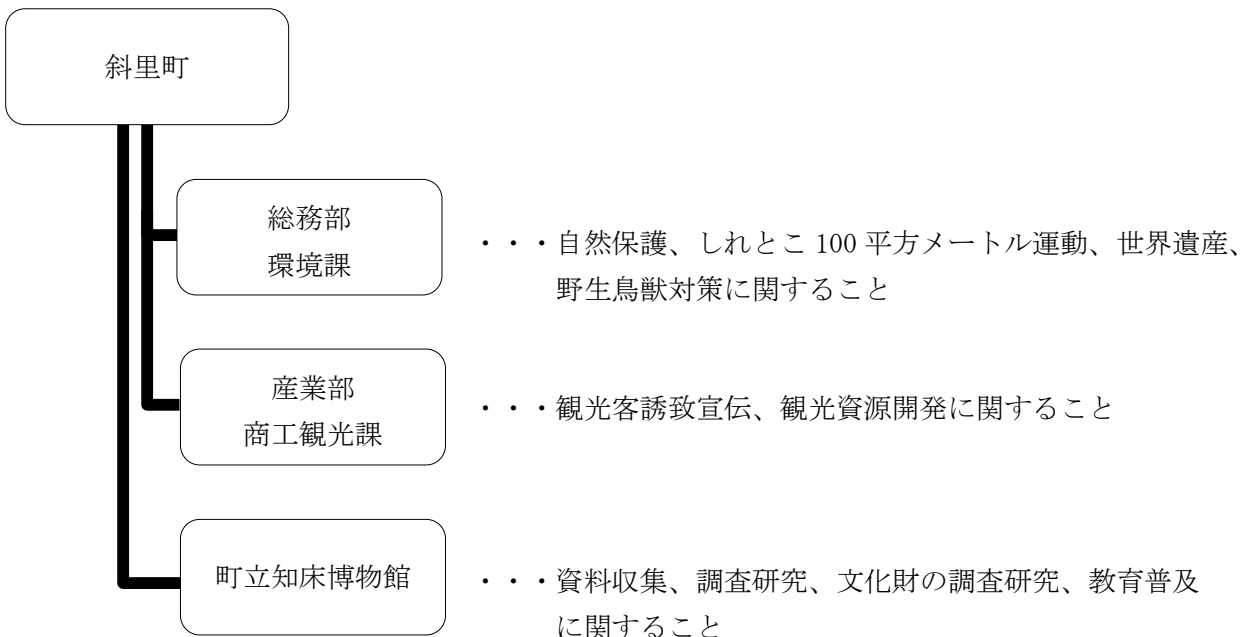 斜里町
総務部
環境課
・・・自然保護、しれとこ 100 平方メートル運動、世界遺産、
野生鳥獣対策に関すること
産業部
商工観光課
・・・観光客誘致宣伝、観光資源開発に関すること
町立知床博物館
・・・資料収集、調査研究、文化財の調査研究、教育普及
に関すること